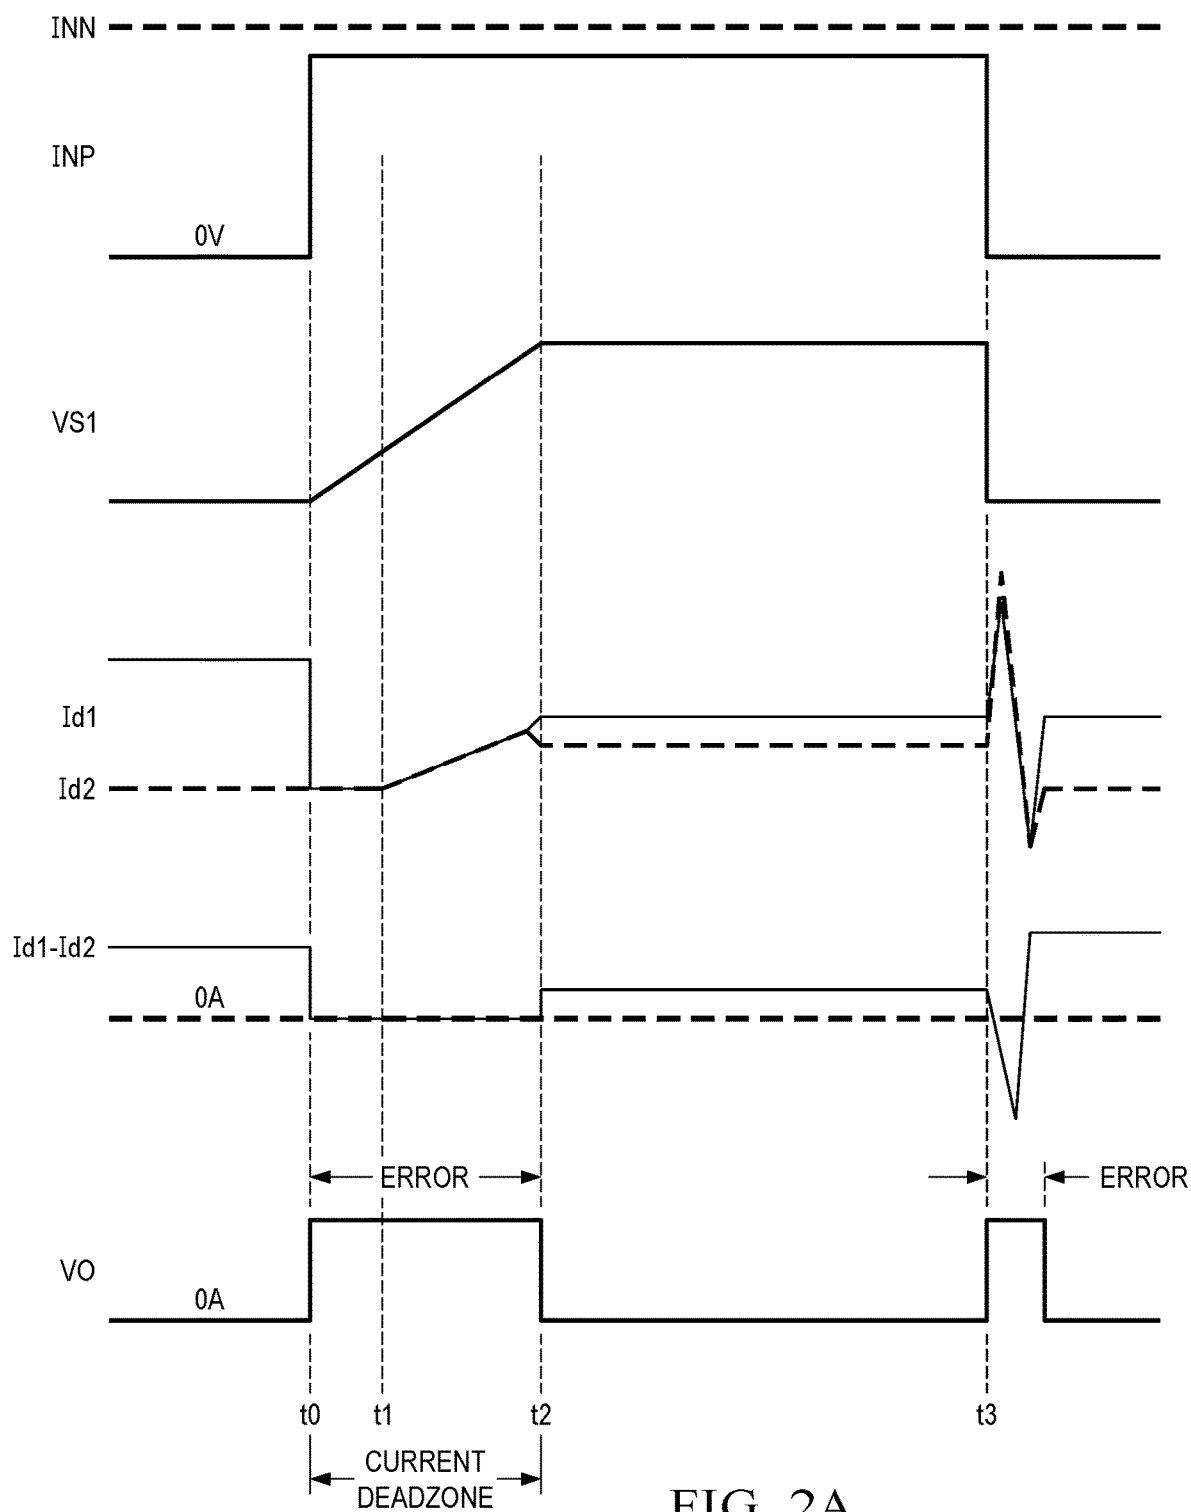 INN
INP
0V
VS1
Id1
Id2
Id1-Id2
0A
ERROR
ERROR
VO
0A
t0
t1
t2
t3
CURRENT
DEADZONE
FIG. 2A